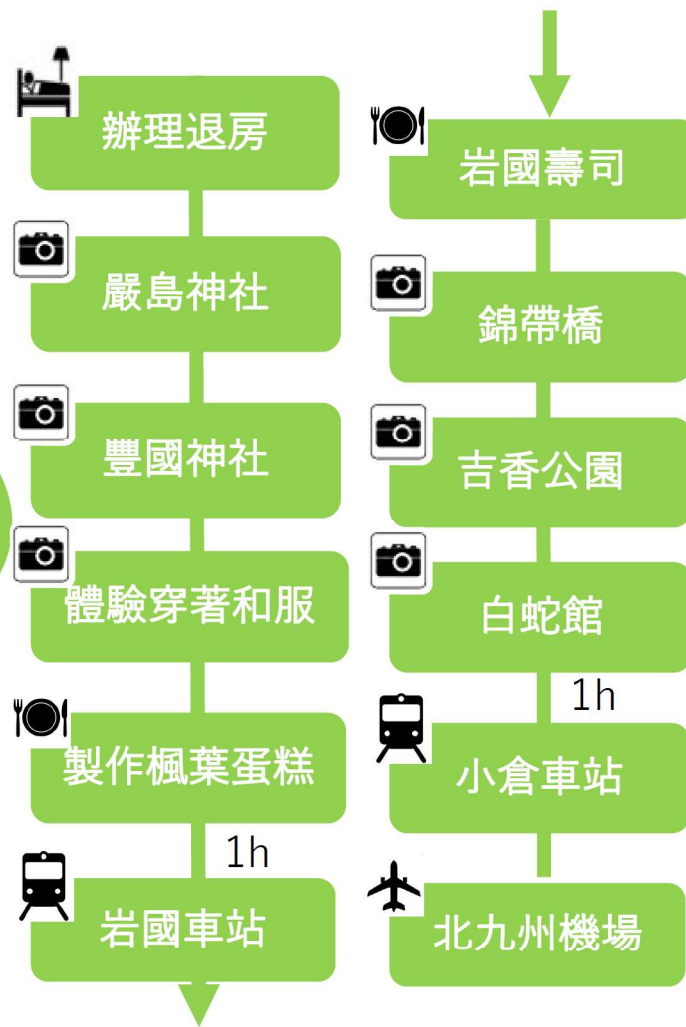 辦理退房
嚴島神社
豐國神社
體驗穿著和服
製作楓葉蛋糕
1h
岩國車站
岩國壽司
錦帶橋
吉香公園
白蛇館
1h
小倉車站
北九州機場